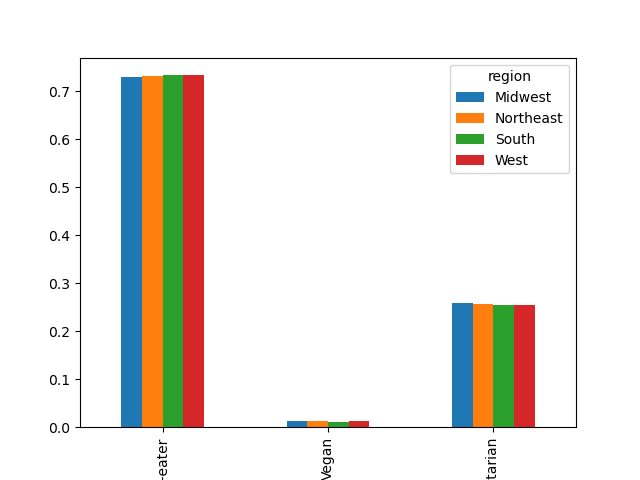 region
Midwest
Northeast
South
West
0.7
0.6
0.5
0.4
0.3
0.2
0.1
0.0
-eater
Vegan
tarian